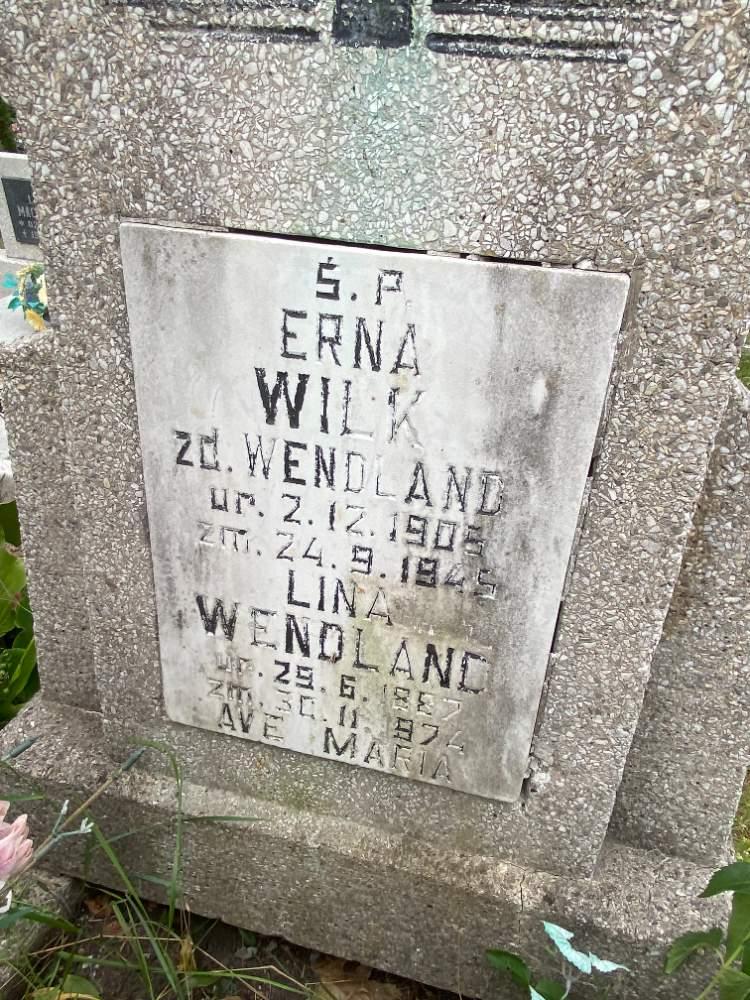 Ś. P.
ERNA
WILK
zd. WENDLAND
ur. 2. 12. 1905
zm. 24. 9. 1945
LINA
WENDLAND
ur. 29. 6. 1887
zm. 30. 11. 1974
AVE MARIA